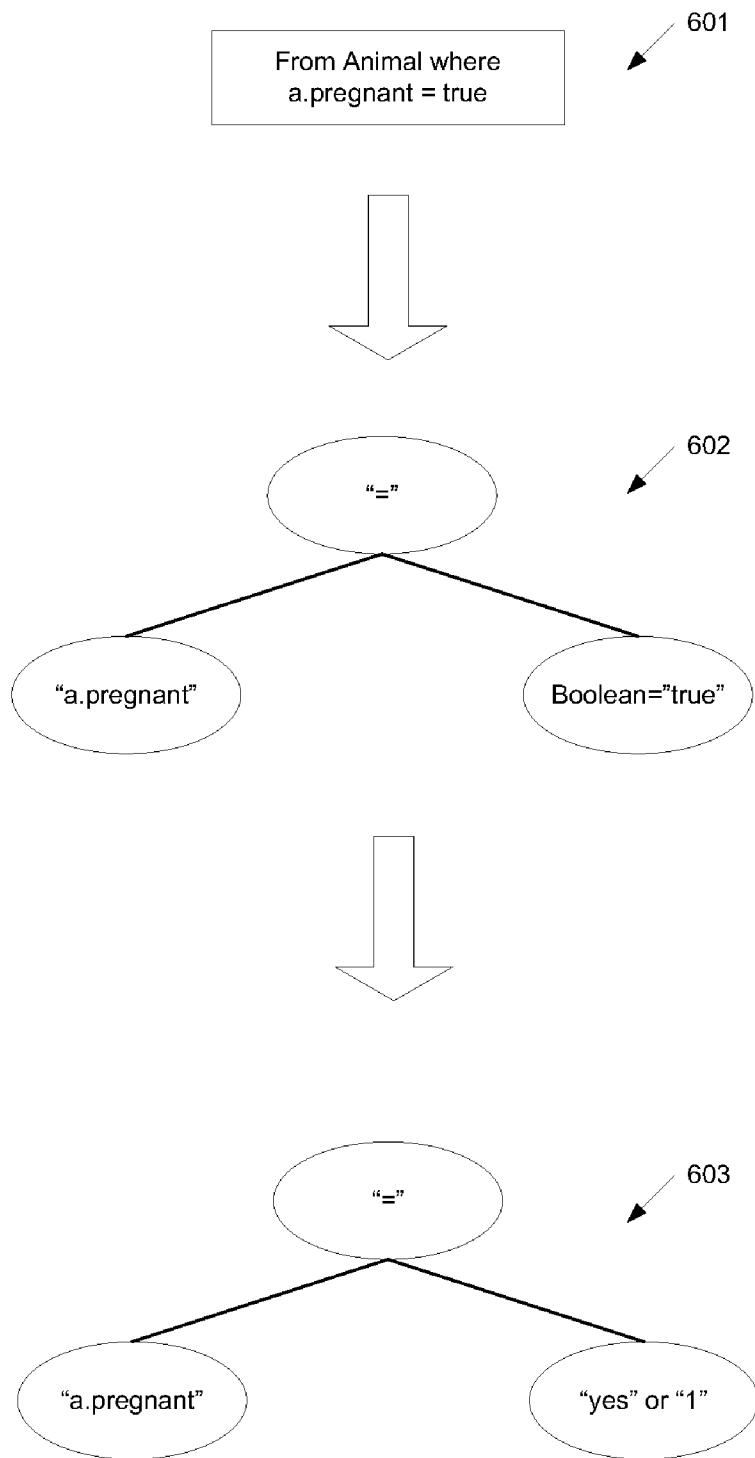 601
From Animal where
a.pregnant = true
602
“=”
“a.pregnant”
Boolean=”true”
603
“=”
“a.pregnant”
“yes” or “1”